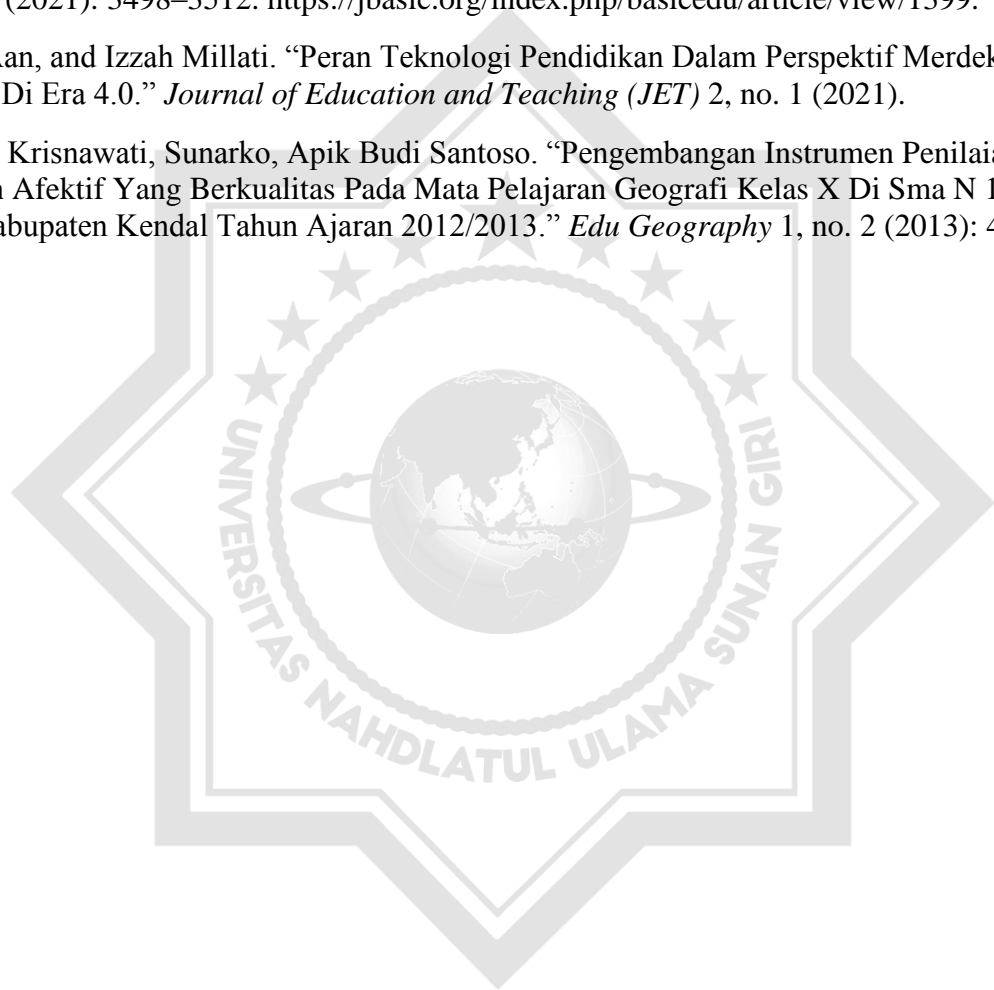 (2021): 3498–3512. https://jbasic.org/index.php/basicedu/article/view/1399.
an, and Izzah Millati. “Peran Teknologi Pendidikan Dalam Perspektif Merdek
Di Era 4.0.” Journal of Education and Teaching (JET) 2, no. 1 (2021).
Krisnawati, Sunarko, Apik Budi Santoso. “Pengembangan Instrumen Penilai
Afektif Yang Berkualitas Pada Mata Pelajaran Geografi Kelas X Di Sma N 1
abupaten Kendal Tahun Ajaran 2012/2013.” Edu Geography 1, no. 2 (2013): 4
UNIVERSITAS NAHDLATUL ULAMA SUNAN GIRI